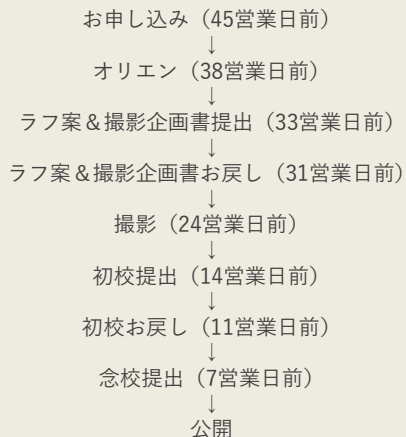 お申し込み（45営業日前）
↓
オリエン（38営業日前）
↓
ラフ案＆撮影企画書提出（33営業日前）
↓
ラフ案＆撮影企画書お戻し（31営業日前）
↓
撮影（24営業日前）
↓
初校提出（14営業日前）
↓
初校お戻し（11営業日前）
↓
念校提出（7営業日前）
↓
公開